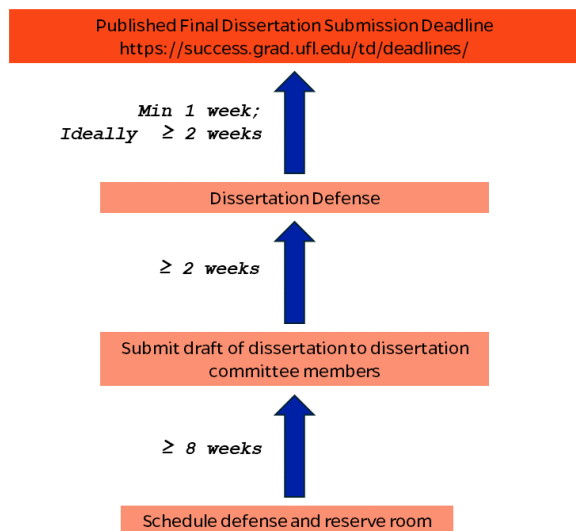 Published Final Dissertation Submission Deadline
https://success.grad.ufl.edu/td/deadlines/
Min 1 week;
Ideally ≥ 2 weeks
Dissertation Defense
≥ 2 weeks
Submit draft of dissertation to dissertation
committee members
≥ 8 weeks
Schedule defense and reserve room